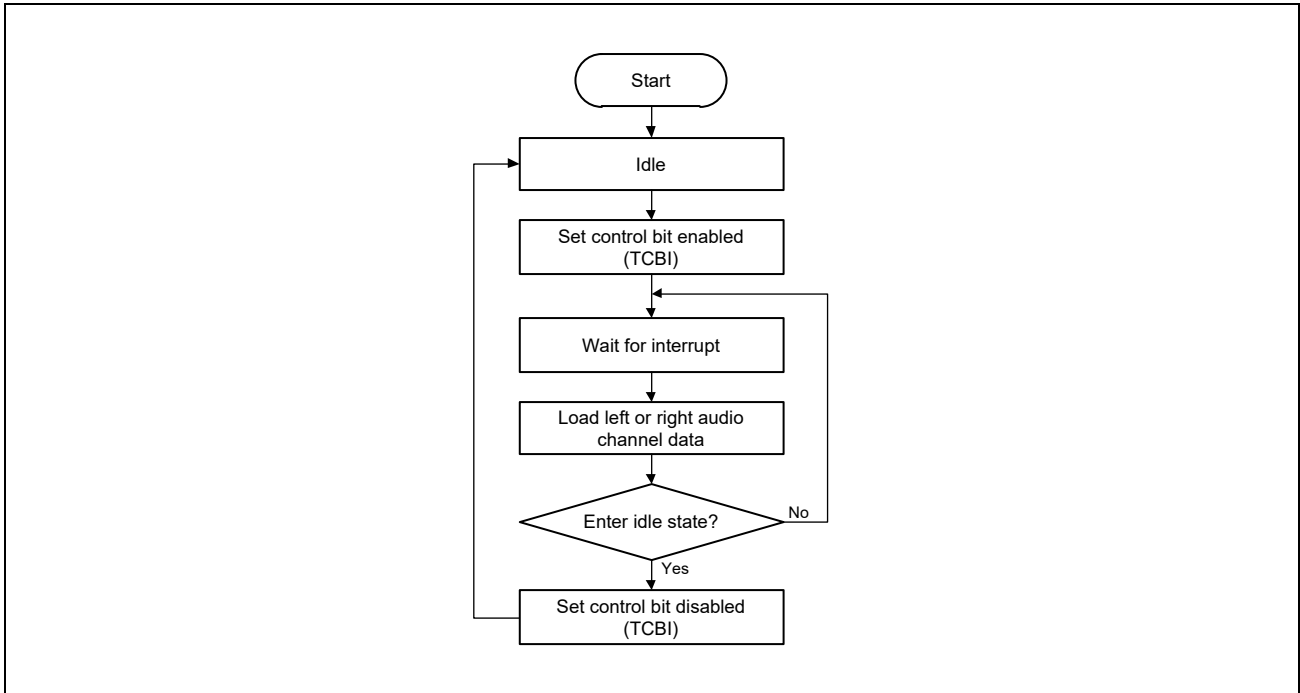 Start
Idle
Set control bit enabled
(TCBI)
Wait for interrupt
Load left or right audio
channel data
Enter idle state?
No
Yes
Set control bit disabled
(TCBI)